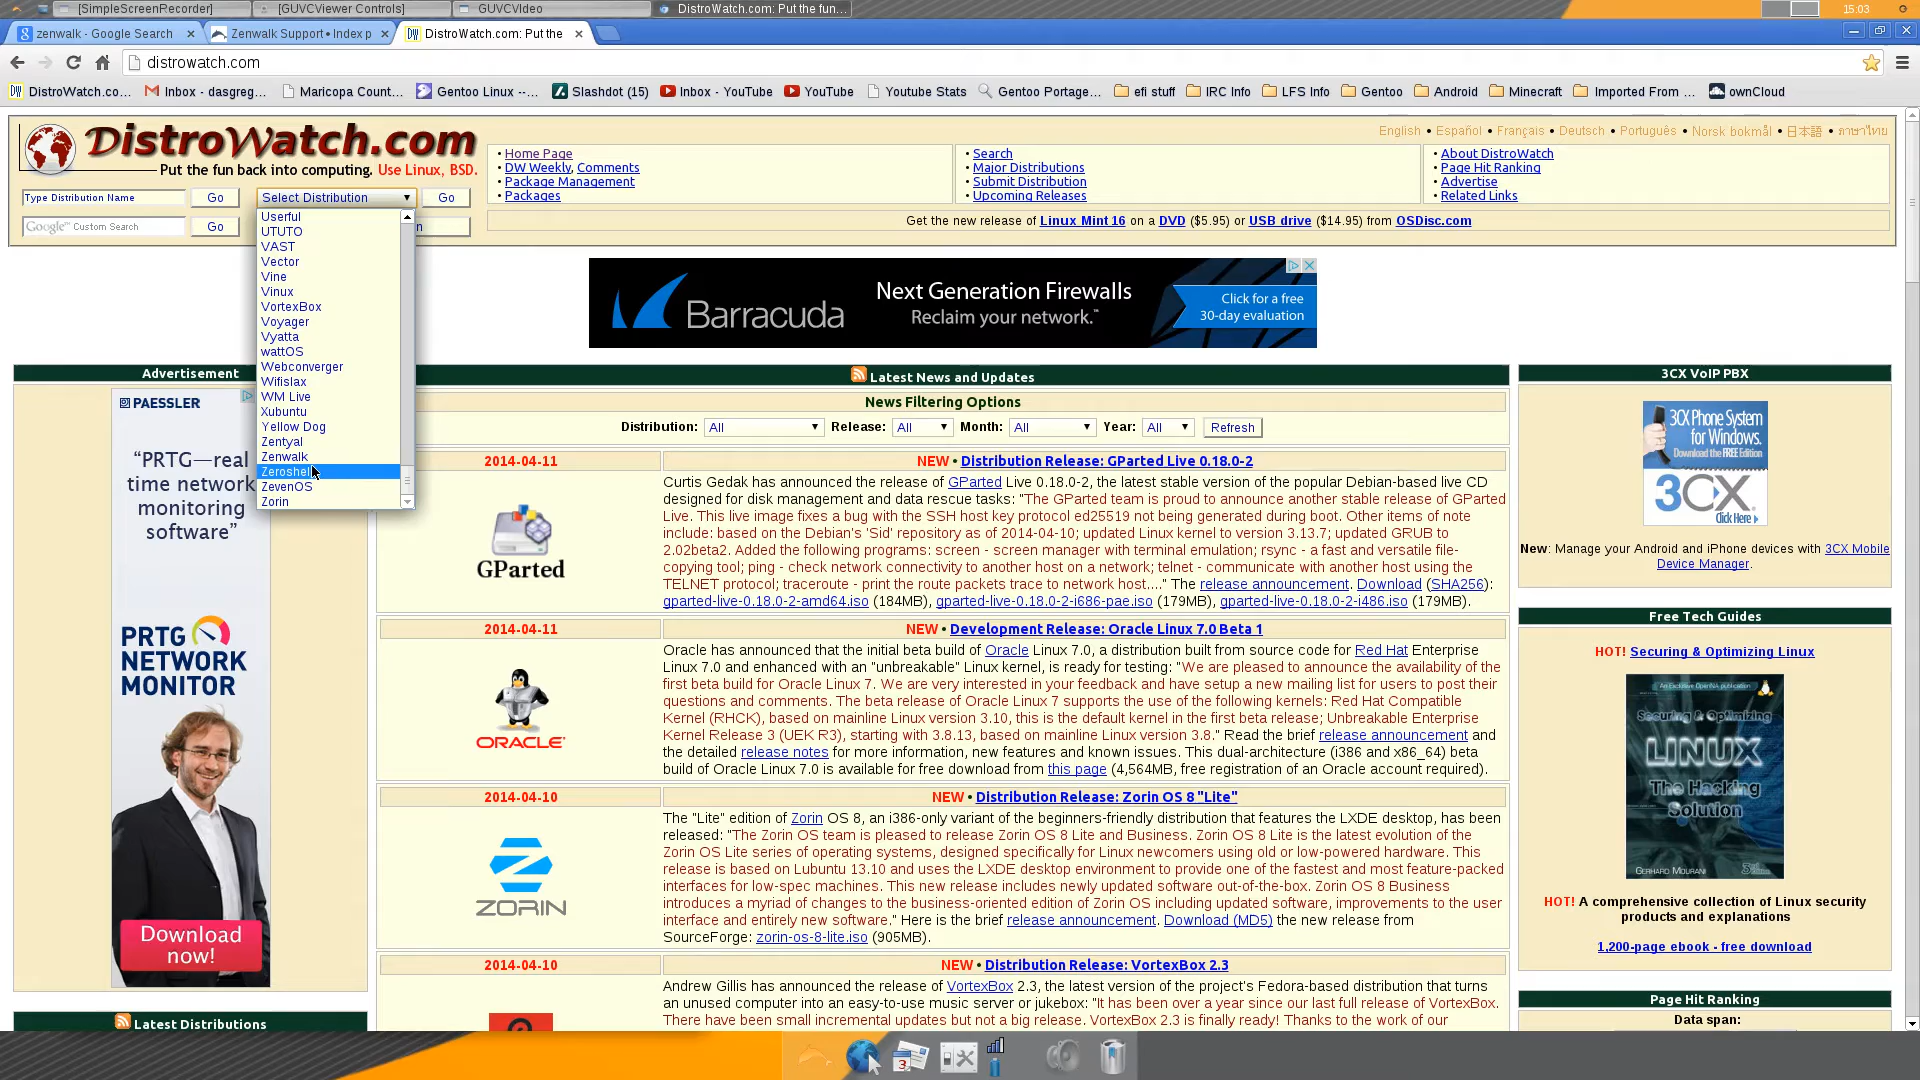 [SimpleScreenRecorder]
[GUVCViewer Controls]
GUVCVIdeo
DistroWatch.com: Put the fun...
15:03
zenwalk - Google Search
Zenwalk Support • Index p
DistroWatch.com: Put the
distrowatch.com
DistroWatch.co...
Inbox - dasgreg...
Maricopa Count...
Gentoo Linux --...
Slashdot (15)
Inbox - YouTube
YouTube
Youtube Stats
Gentoo Portage...
efi stuff
IRC Info
LFS Info
Gentoo
Android
Minecraft
Imported From ...
ownCloud
DistroWatch.com
Put the fun back into computing. Use Linux, BSD.
English • Español • Français • Deutsch • Português • Norsk bokmål • 日本語 • ภาษาไทย
• Home Page
• DW Weekly, Comments
• Package Management
• Packages
• Search
• Major Distributions
• Submit Distribution
• Upcoming Releases
• About DistroWatch
• Page Hit Ranking
• Advertise
• Related Links
Type Distribution Name
Go
Select Distribution
Go
Google™ Custom Search
Go
n
Get the new release of Linux Mint 16 on a DVD ($5.95) or USB drive ($14.95) from OSDisc.com
Userful
UTUTO
VAST
Vector
Vine
Vinux
VortexBox
Voyager
Vyatta
wattOS
Webconverger
Wifislax
WM Live
Xubuntu
Yellow Dog
Zentyal
Zenwalk
Zeroshell
ZevenOS
Zorin
Barracuda
Next Generation Firewalls
Reclaim your network.™
Click for a free
30-day evaluation
Advertisement
PAESSLER
“PRTG—real
time network
monitoring
software”
PRTG
NETWORK
MONITOR
Download
now!
Latest Distributions
Latest News and Updates
News Filtering Options
Distribution: All Release: All Month: All Year: All Refresh
2014-04-11
NEW • Distribution Release: GParted Live 0.18.0-2
GParted
Curtis Gedak has announced the release of GParted Live 0.18.0-2, the latest stable version of the popular Debian-based live CD
designed for disk management and data rescue tasks: "The GParted team is proud to announce another stable release of GParted
Live. This live image fixes a bug with the SSH host key protocol ed25519 not being generated during boot. Other items of note
include: based on the Debian's 'Sid' repository as of 2014-04-10; updated Linux kernel to version 3.13.7; updated GRUB to
2.02beta2. Added the following programs: screen - screen manager with terminal emulation; rsync - a fast and versatile file-
copying tool; ping - check network connectivity to another host on a network; telnet - communicate with another host using the
TELNET protocol; traceroute - print the route packets trace to network host...." The release announcement. Download (SHA256):
gparted-live-0.18.0-2-amd64.iso (184MB), gparted-live-0.18.0-2-i686-pae.iso (179MB), gparted-live-0.18.0-2-i486.iso (179MB).
2014-04-11
NEW • Development Release: Oracle Linux 7.0 Beta 1
ORACLE
Oracle has announced that the initial beta build of Oracle Linux 7.0, a distribution built from source code for Red Hat Enterprise
Linux 7.0 and enhanced with an "unbreakable" Linux kernel, is ready for testing: "We are pleased to announce the availability of the
first beta build for Oracle Linux 7. We are very interested in your feedback and have setup a new mailing list for users to post their
questions and comments. The beta release of Oracle Linux 7 supports the use of the following kernels: Red Hat Compatible
Kernel (RHCK), based on mainline Linux version 3.10, this is the default kernel in the first beta release; Unbreakable Enterprise
Kernel Release 3 (UEK R3), starting with 3.8.13, based on mainline Linux version 3.8." Read the brief release announcement and
the detailed release notes for more information, new features and known issues. This dual-architecture (i386 and x86_64) beta
build of Oracle Linux 7.0 is available for free download from this page (4,564MB, free registration of an Oracle account required).
2014-04-10
NEW • Distribution Release: Zorin OS 8 "Lite"
ZORIN
The "Lite" edition of Zorin OS 8, an i386-only variant of the beginners-friendly distribution that features the LXDE desktop, has been
released: "The Zorin OS team is pleased to release Zorin OS 8 Lite and Business. Zorin OS 8 Lite is the latest evolution of the
Zorin OS Lite series of operating systems, designed specifically for Linux newcomers using old or low-powered hardware. This
release is based on Lubuntu 13.10 and uses the LXDE desktop environment to provide one of the fastest and most feature-packed
interfaces for low-spec machines. This new release includes newly updated software out-of-the-box. Zorin OS 8 Business
introduces a myriad of changes to the business-oriented edition of Zorin OS including updated software, improvements to the user
interface and entirely new software." Here is the brief release announcement. Download (MD5) the new release from
SourceForge: zorin-os-8-lite.iso (905MB).
2014-04-10
NEW • Distribution Release: VortexBox 2.3
Andrew Gillis has announced the release of VortexBox 2.3, the latest version of the project's Fedora-based distribution that turns
an unused computer into an easy-to-use music server or jukebox: "It has been over a year since our last full release of VortexBox.
There have been small incremental updates but not a big release. VortexBox 2.3 is finally ready! Thanks to the work of our
3CX VoIP PBX
3CX Phone System
for Windows.
Download the FREE Edition
3CX
Click Here
New: Manage your Android and iPhone devices with 3CX Mobile
Device Manager.
Free Tech Guides
HOT! Securing & Optimizing Linux
An Exclusive OpenNA publication
Securing & Optimizing
LINUX
The Hacking
Solution
GERHARD MOURANI
HOT! A comprehensive collection of Linux security
products and explanations
1,200-page ebook - free download
Page Hit Ranking
Data span:
3